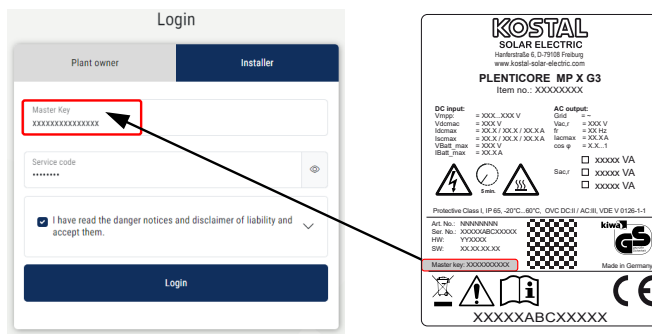 Login
Plant owner
Installer
Master Key
xxxxxxxxxxxxxxx
Service code
••••••••
I have read the danger notices and disclaimer of liability and
accept them.
Login
KOSTAL
SOLAR ELECTRIC
Hanferstraße 6, D-79108 Freiburg
www.kostal-solar-electric.com
PLENTICORE MP X G3
Item no.: XXXXXXXX
DC input:
Vmpp: = XXX...XXX V
Vdcmac = XXX V
Idcmax = XX.X / XX.X / XX.X A
Iscmax = XX.X / XX.X / XX.X A
VBatt_max = XXX V
IBatt_max = XX.X A
AC output:
Grid = ~
Vac,r = XXX V
fr = XX Hz
Iacmax = XX.X A
cos φ = X.X...1
XXXXX VA
Sac,r XXXXX VA
XXXXX VA
5 min.
Protective Class I, IP 65, -20°C...60°C, OVC DC:II / AC:III, VDE V 0126-1-1
Art. No.: NNNNNNNN
Ser. No.: XXXXXABCXXXXX
HW: YYXXXX
SW: XX.XX.XX.XX
Master key: XXXXXXXXXX
kiwa
GS
Made in Germany
CE
XXXXXABCXXXXX